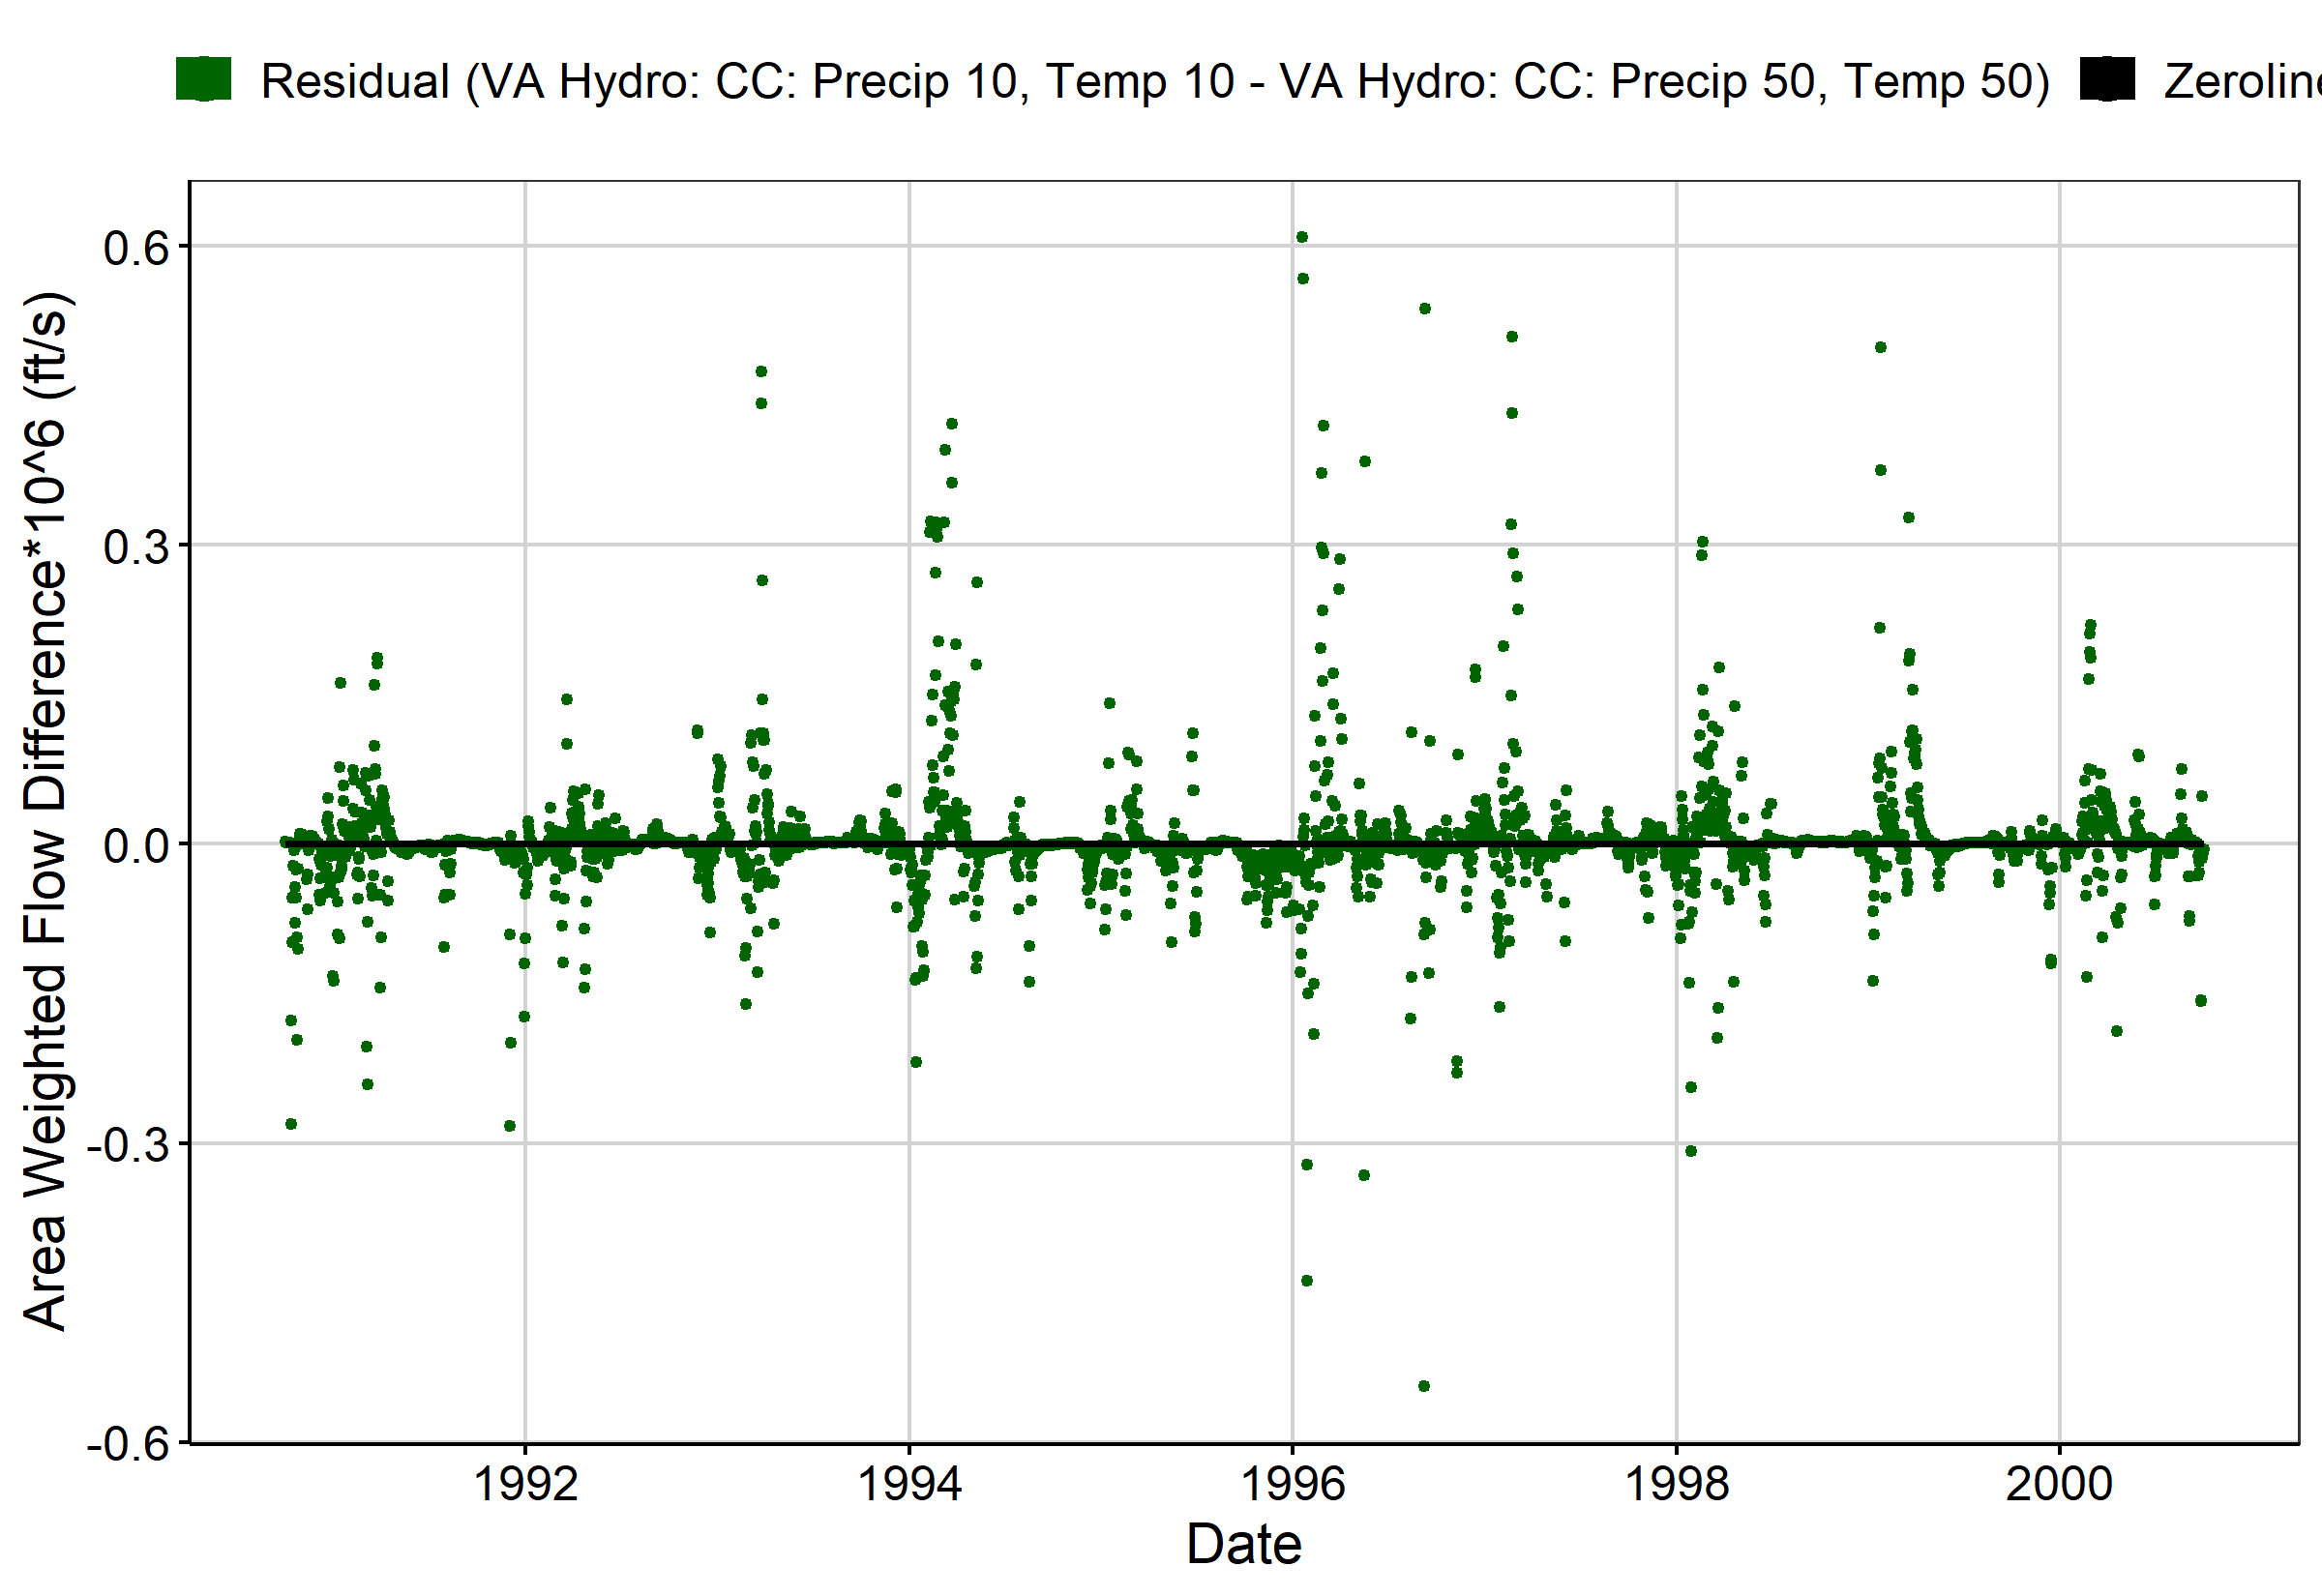 Residual (VA Hydro: CC: Precip 10, Temp 10 - VA Hydro: CC: Precip 50, Temp 50) Zeroline
Area Weighted Flow Difference*10^6 (ft/s)
0.6
0.3
0.0
-0.3
-0.6
1992 1994 1996 1998 2000
Date